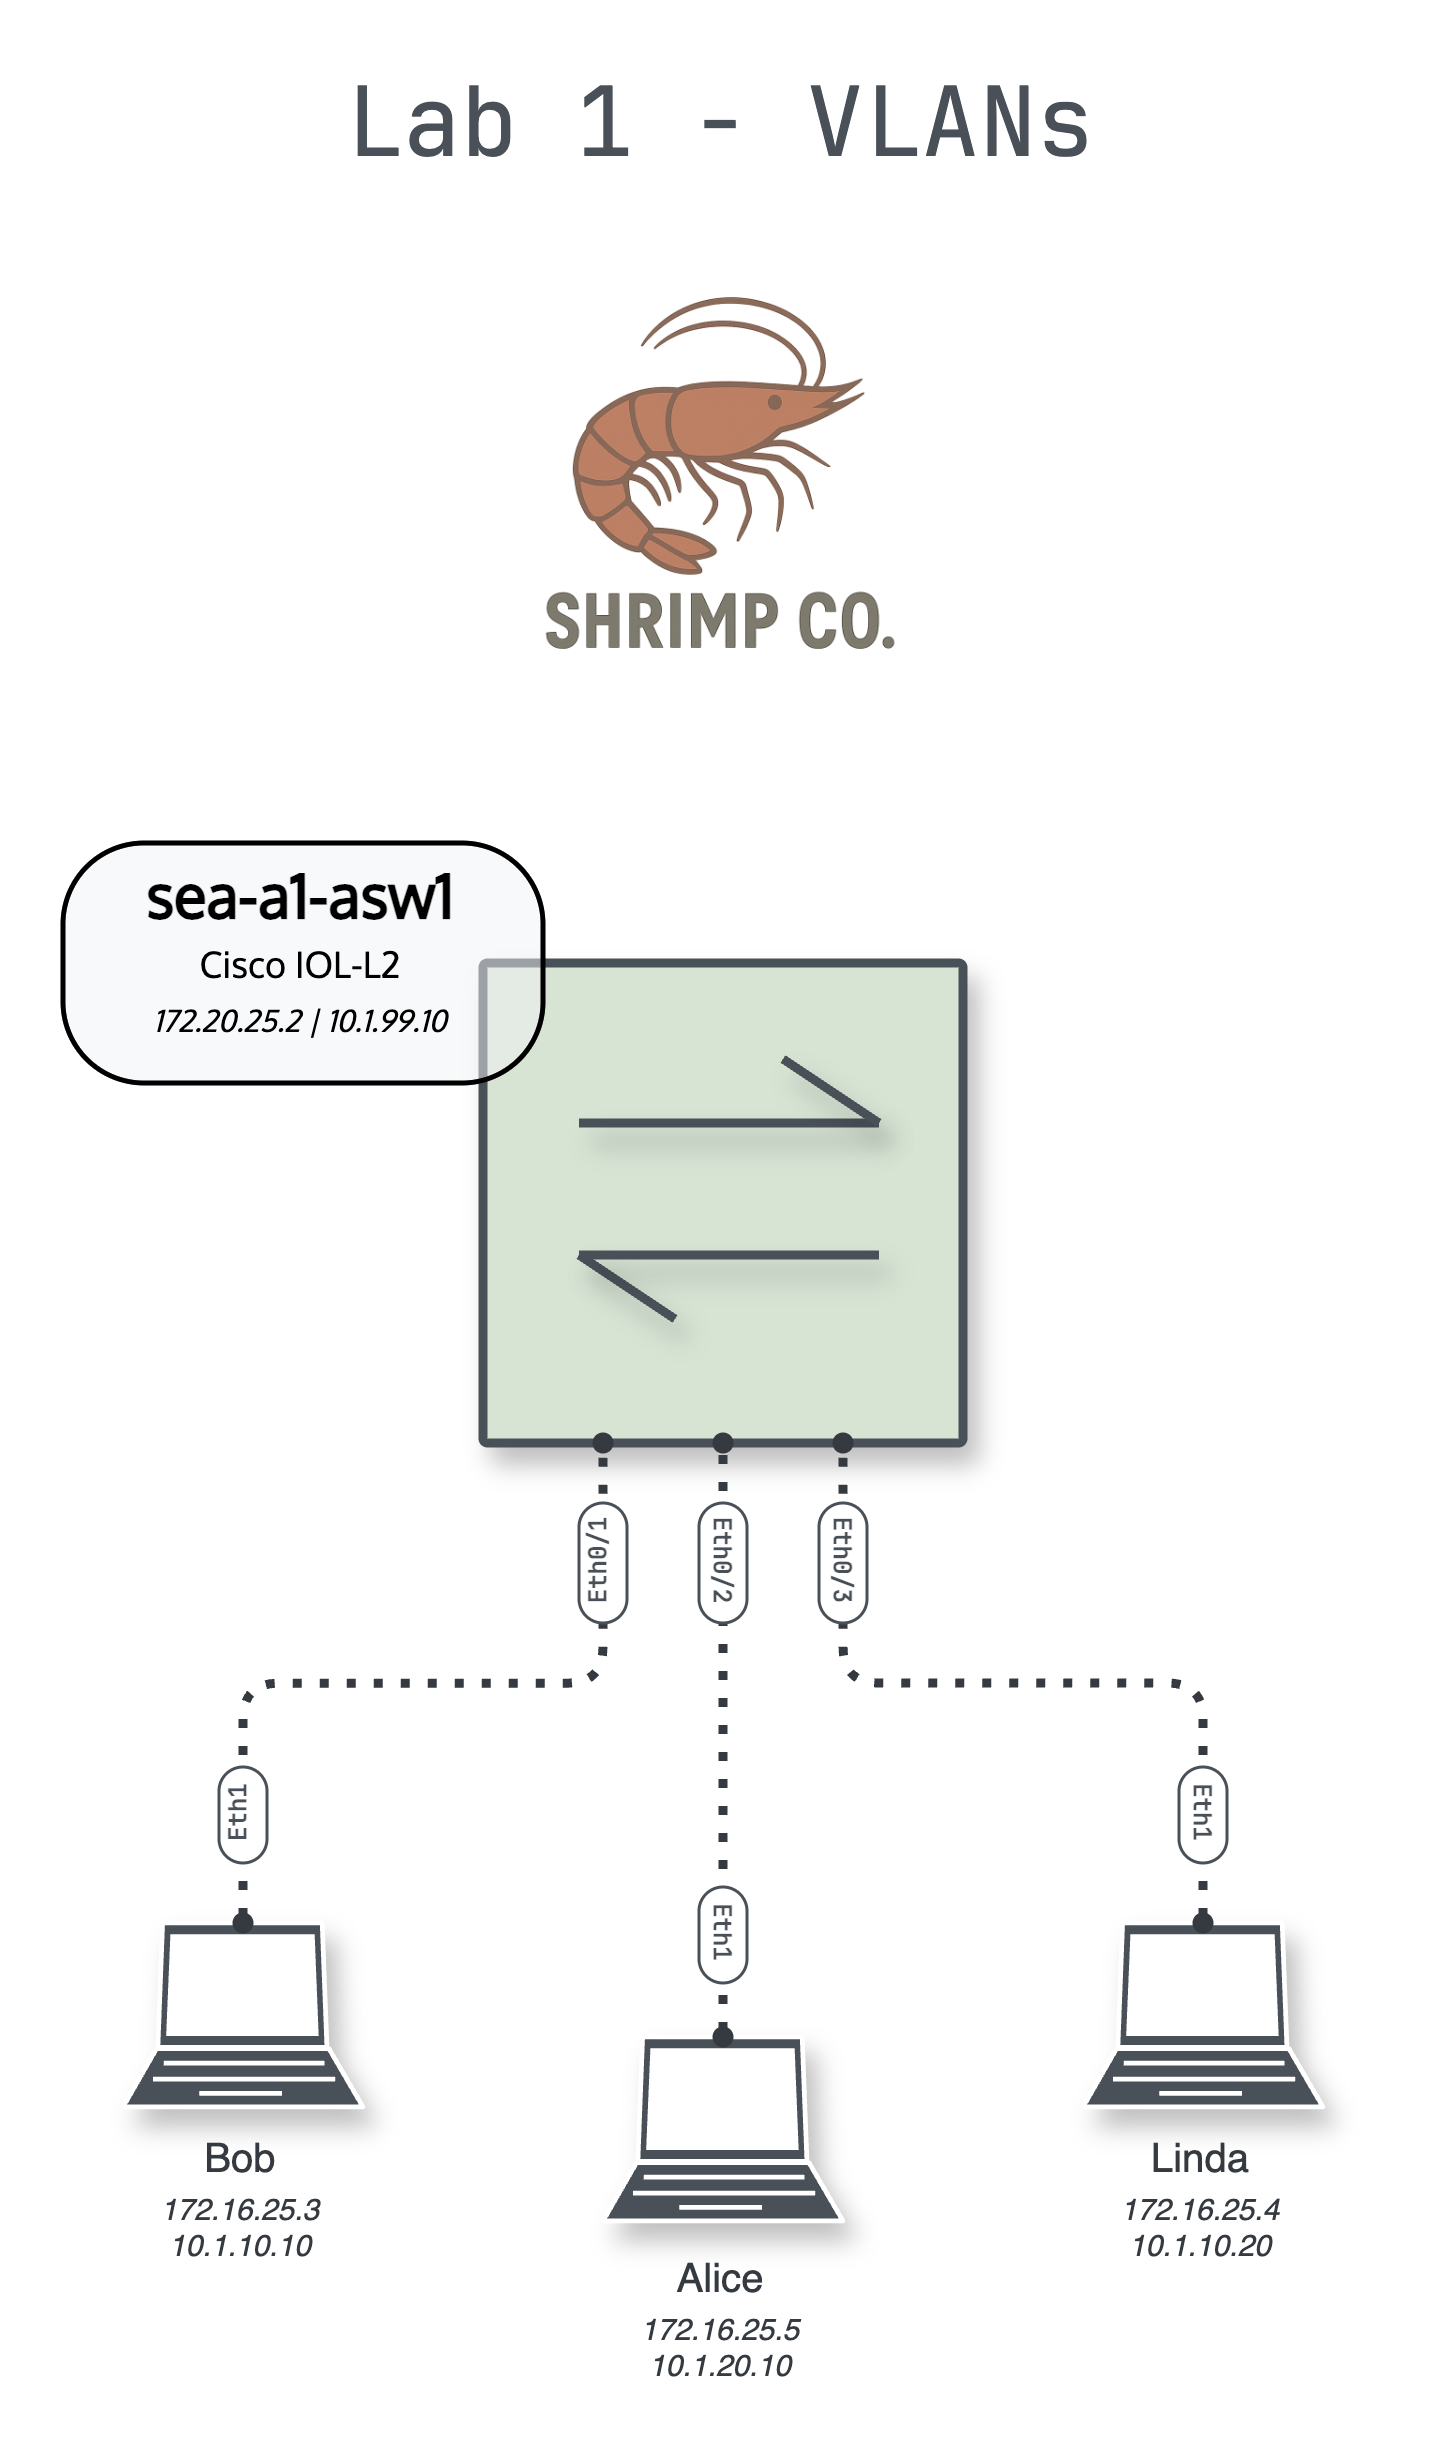 Lab 1 - VLANs
SHRIMP CO.
sea-a1-asw1
Cisco IOL-L2
172.20.25.2 | 10.1.99.10
Eth0/1
Eth0/2
Eth0/3
Eth1
Eth1
Eth1
Bob
172.16.25.3
10.1.10.10
Alice
172.16.25.5
10.1.20.10
Linda
172.16.25.4
10.1.10.20